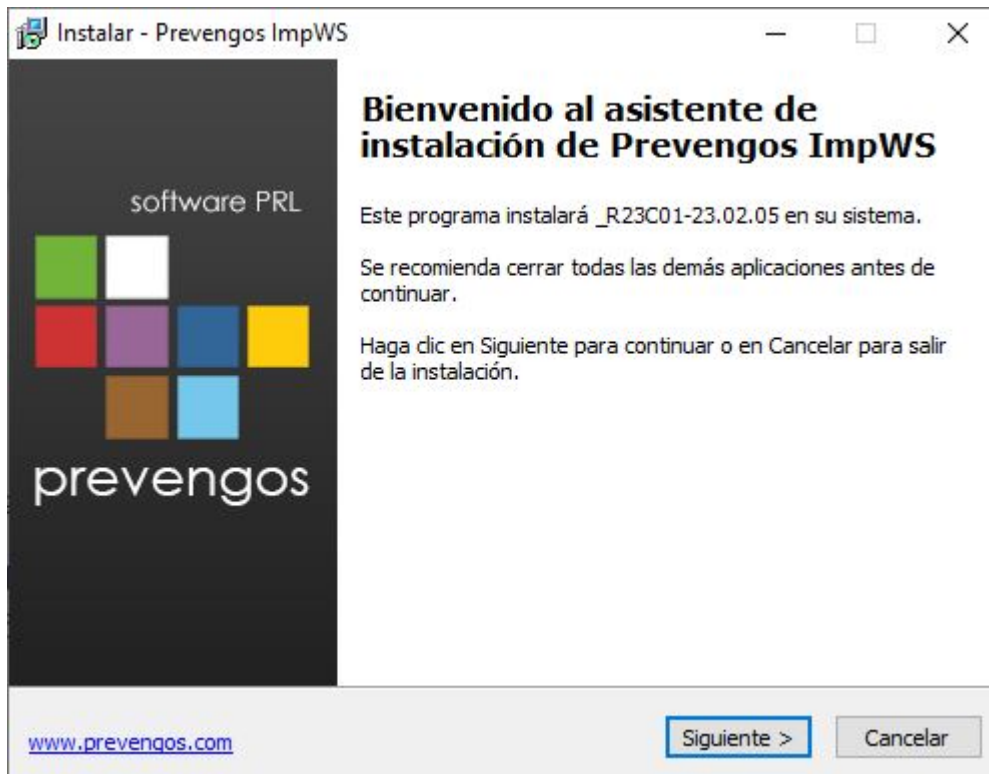 Instalar - Prevengos ImpWS
software PRL
prevengos
Bienvenido al asistente de
instalación de Prevengos ImpWS
Este programa instalará _R23C01-23.02.05 en su sistema.
Se recomienda cerrar todas las demás aplicaciones antes de
continuar.
Haga clic en Siguiente para continuar o en Cancelar para salir
de la instalación.
www.prevengos.com
Siguiente >
Cancelar